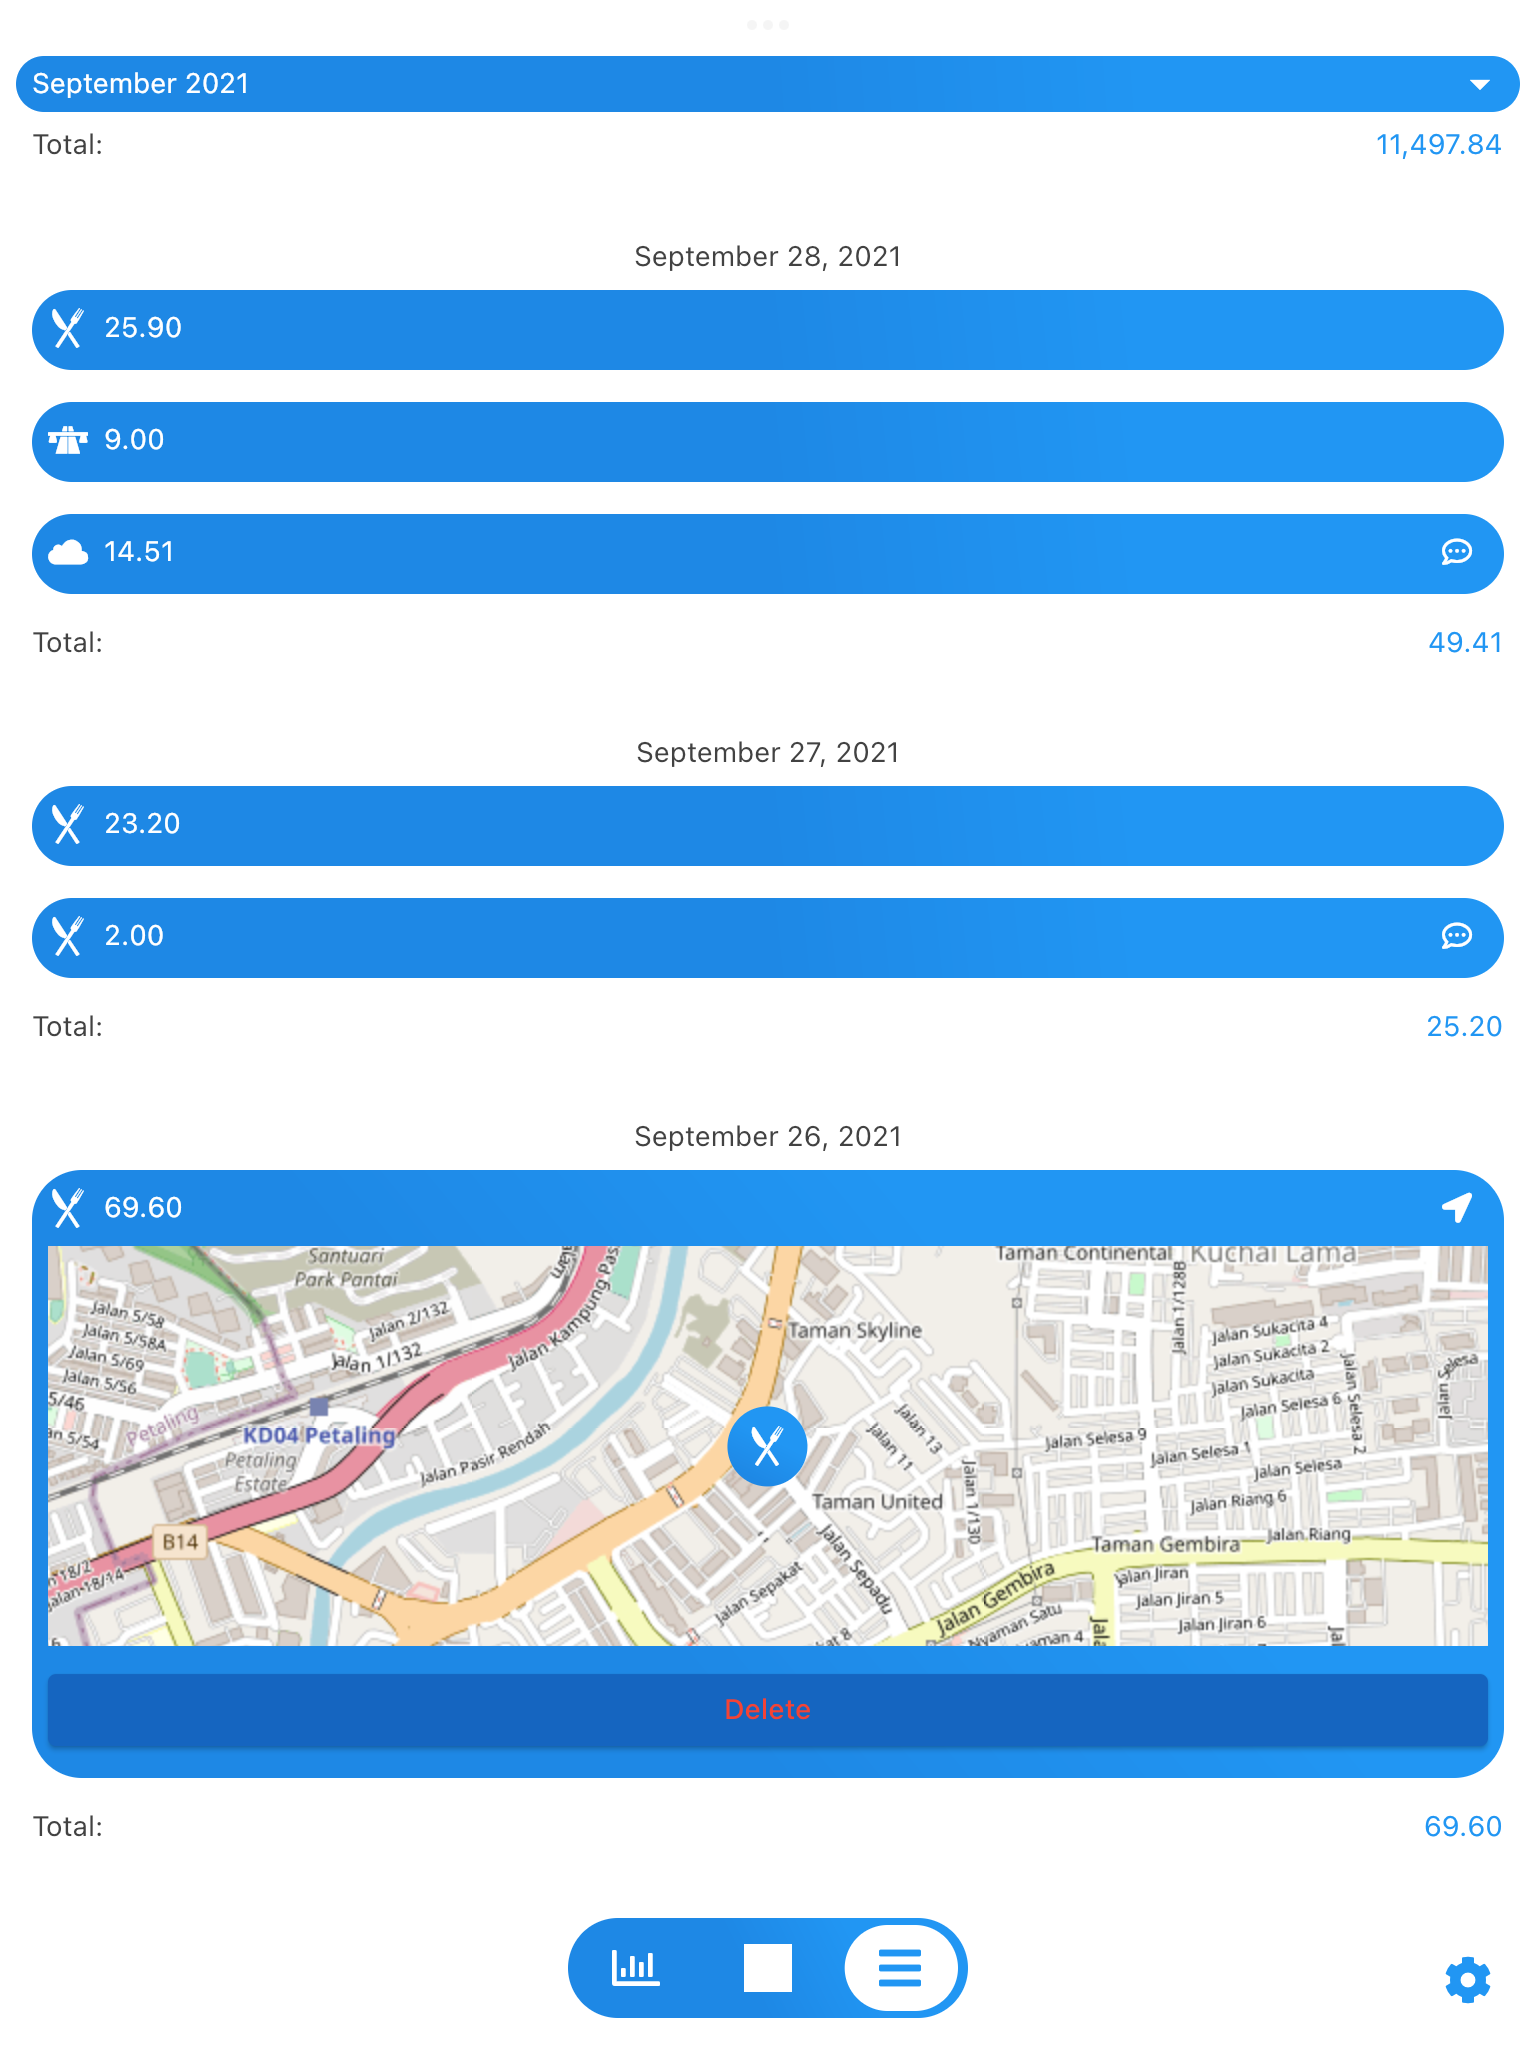 September 2021
Total: 11,497.84
September 28, 2021
25.90
9.00
14.51
Total: 49.41
September 27, 2021
23.20
2.00
Total: 25.20
September 26, 2021
69.60
Santuari
Park Pantai
Taman Continental
Kuchai Lama
Jalan 5/58
Jalan 5/58A
Jalan 5/69
Jalan 5/56
5/46
Jalan 2/132
Jalan 1/132
Jalan Kampung Pas
Taman Skyline
Jalan 1/128B
Jalan Sukacita 4
Jalan Sukacita 2
Jalan Sukacita
Jalan Selesa 6
Jalan Selesa 2
Jalan Selesa
Petaling
KD04 Petaling
Petaling
Estate
Jalan Pasir Rendah
Jalan 13
Jalan 11
Jalan 1/130
Jalan Selesa 9
Jalan Selesa 1
Jalan Selesa
Jalan Riang 6
Taman United
B14
Jalan Riang
Taman Gembira
Jalan 18/14
Jalan Sepakat
Jalan Sepadu
Jalan Gembira
Jalan Jiran
Jalan Jiran 5
Jalan Jiran 6
Nyaman Satu
Delete
Total: 69.60